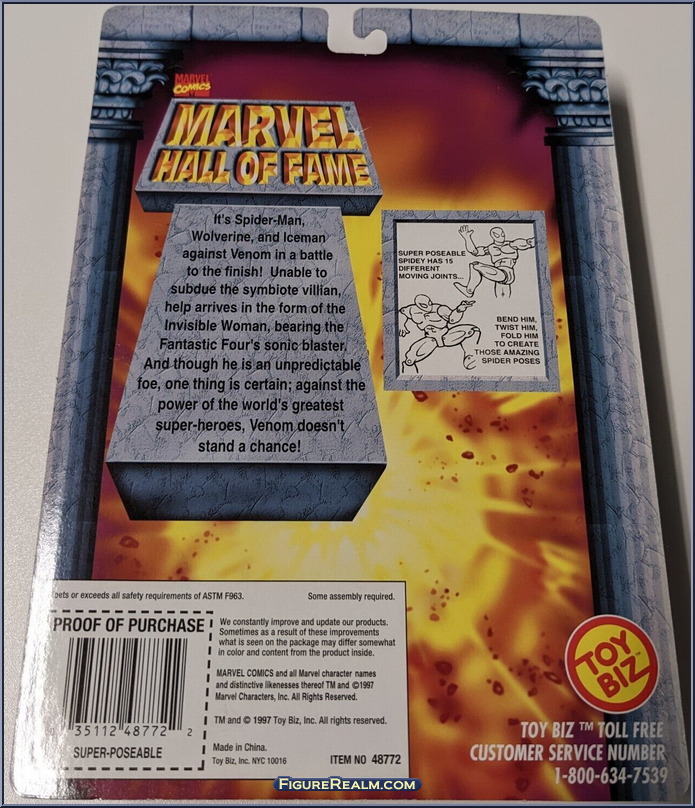 MARVEL
COMICS
MARVEL
HALL OF FAME
It's Spider-Man,
Wolverine, and Iceman
against Venom in a battle
to the finish! Unable to
subdue the symbiote villian,
help arrives in the form of the
Invisible Woman, bearing the
Fantastic Four's sonic blaster.
And though he is an unpredictable
foe, one thing is certain; against the
power of the world's greatest
super-heroes, Venom doesn't
stand a chance!
SUPER POSEABLE
SPIDEY HAS 15
DIFFERENT
MOVING JOINTS...
BEND HIM,
TWIST HIM,
FOLD HIM
TO CREATE
THOSE AMAZING
SPIDER POSES
eets or exceeds all safety requirements of ASTM F963. Some assembly required.
PROOF OF PURCHASE
0 35112 48772 2
SUPER-POSEABLE
We constantly improve and update our products.
Sometimes as a result of these improvements
what is seen on the package may differ somewhat
in color and content from the product inside.
MARVEL COMICS and all Marvel character names
and distinctive likenesses thereof TM and ©1997
Marvel Characters, Inc. All Rights Reserved.
TM and © 1997 Toy Biz, Inc. All rights reserved.
Made in China.
Toy Biz, Inc. NYC 10016 ITEM NO 48772
TOY
BIZ
TOY BIZ ™ TOLL FREE
CUSTOMER SERVICE NUMBER
1-800-634-7539
FIGUREREALM.COM